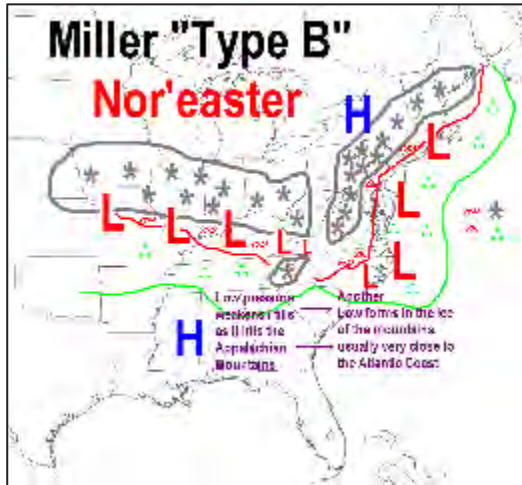 Miller "Type B"
Nor'easter
H
L
L
L
L
L
L
L
L
L
H
Low pressure
weakens/fills
as it hits the
Appalachian
Mountains
Another
Low forms in the lee
of the mountains
usually very close to
the Atlantic Coast